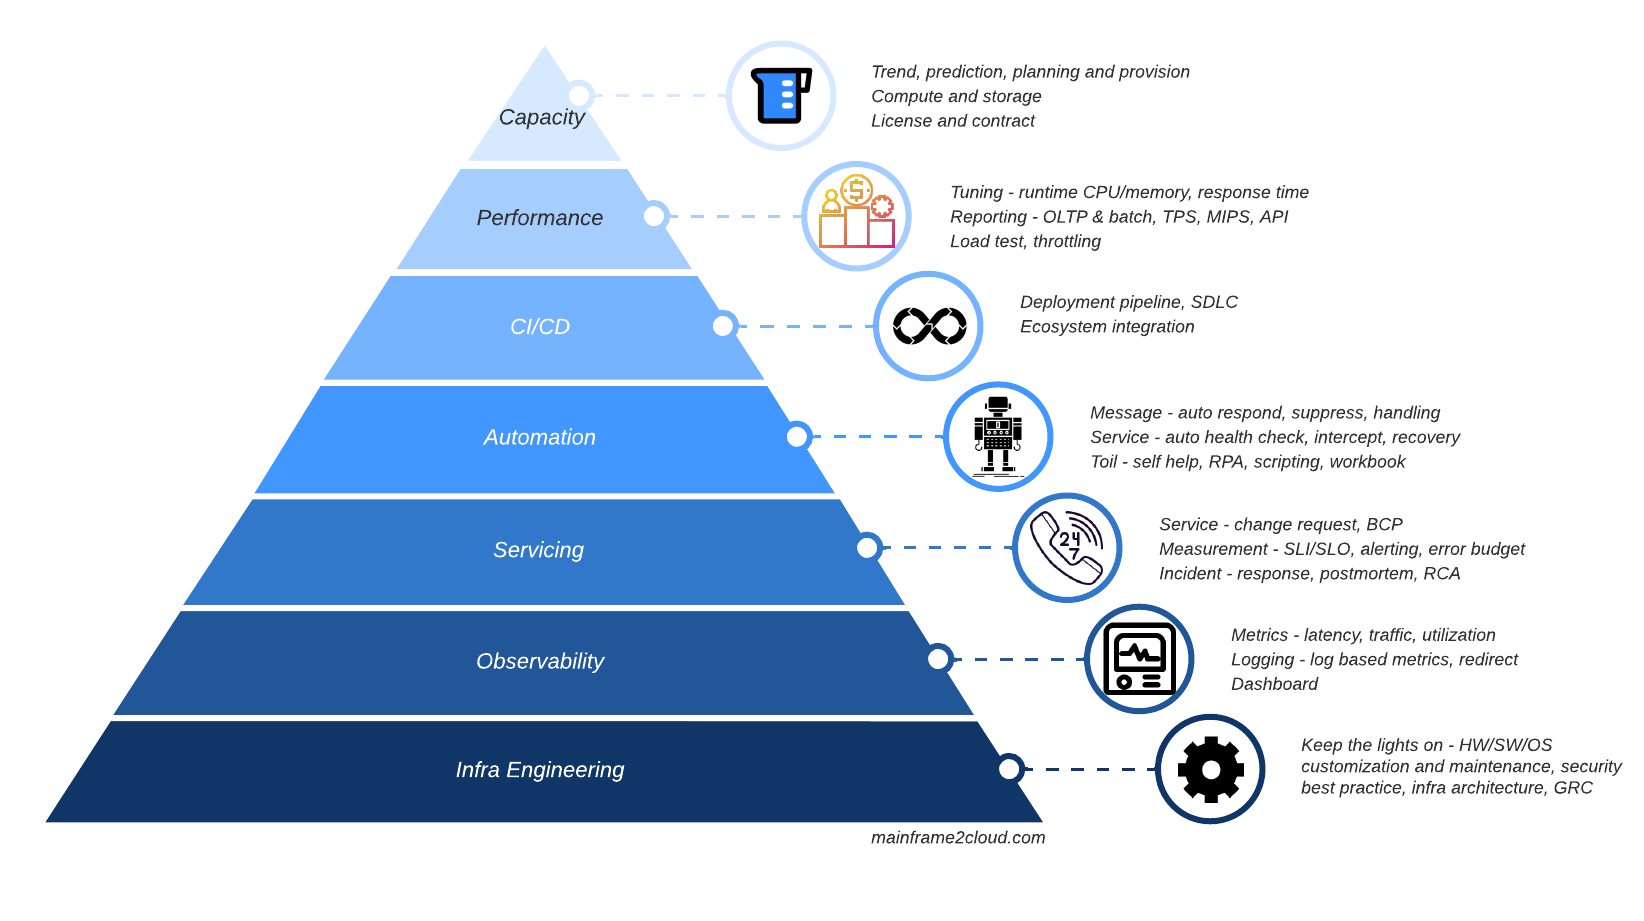 Capacity
Trend, prediction, planning and provision
Compute and storage
License and contract
Performance
Tuning - runtime CPU/memory, response time
Reporting - OLTP & batch, TPS, MIPS, API
Load test, throttling
CI/CD
Deployment pipeline, SDLC
Ecosystem integration
Automation
0
Message - auto respond, suppress, handling
Service - auto health check, intercept, recovery
Toil - self help, RPA, scripting, workbook
Servicing
24
7
Service - change request, BCP
Measurement - SLI/SLO, alerting, error budget
Incident - response, postmortem, RCA
Observability
Metrics - latency, traffic, utilization
Logging - log based metrics, redirect
Dashboard
Infra Engineering
Keep the lights on - HW/SW/OS
customization and maintenance, security
best practice, infra architecture, GRC
mainframe2cloud.com
$